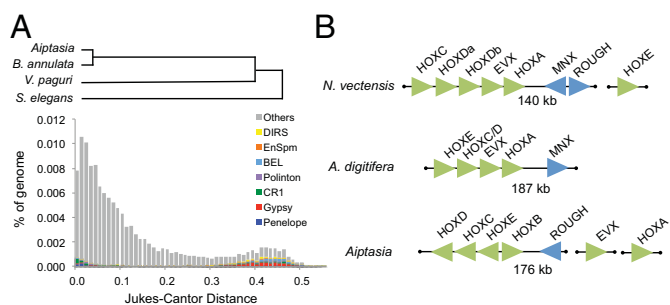 A
Aiptasia
B. annulata
V. paguri
S. elegans
0.012
0.010
0.008
0.006
0.004
0.002
0.000
% of genome
Others
DIRS
EnSpm
BEL
Polinton
CR1
Gypsy
Penelope
0.0 0.1 0.2 0.3 0.4 0.5
Jukes-Cantor Distance
B
N. vectensis
HOXC HOXDa HOXDb EVX HOXA MNX ROUGH HOXE
140 kb
A. digitifera
HOXE HOXC/D EVX HOXA MNX
187 kb
Aiptasia
HOXD HOXC HOXE HOXB ROUGH EVX HOXA
176 kb